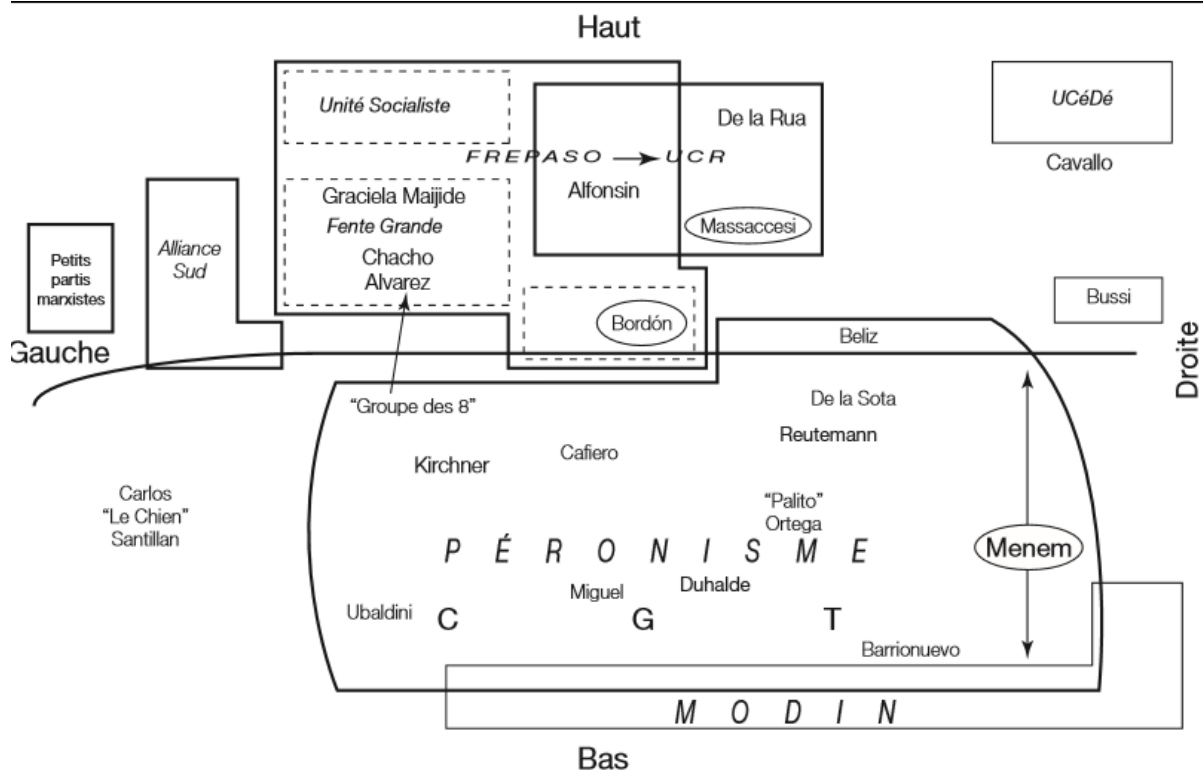 Haut
Unité Socialiste
De la Rua
UCéDé
FREPASO → UCR
Cavallo
Graciela Maijide
Alfonsin
Fente Grande
Massaccesi
Chacho
Alvarez
Alliance
Sud
Petits
partis
marxistes
Bussi
Bordón
Beliz
Gauche
Droite
"Groupe des 8"
De la Sota
Reutemann
Kirchner
Cafiero
Carlos
"Le Chien"
Santillan
"Palito"
Ortega
PÉRONISME
Menem
Miguel
Duhalde
Ubaldini
C G T
Barrionuevo
MODIN
Bas